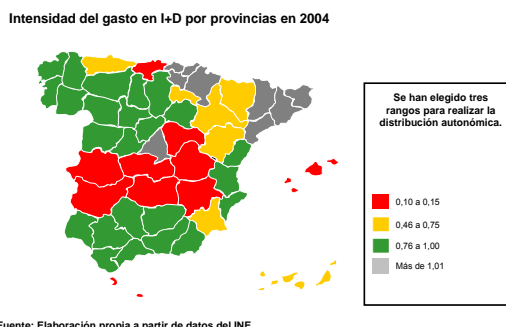 Intensidad del gasto en I+D por provincias en 2004
Se han elegido tres
rangos para realizar la
distribución autonómica.
0,10 a 0,15
0,46 a 0,75
0,76 a 1,00
Más de 1,01
Fuente: Elaboración propia a partir de datos del INE